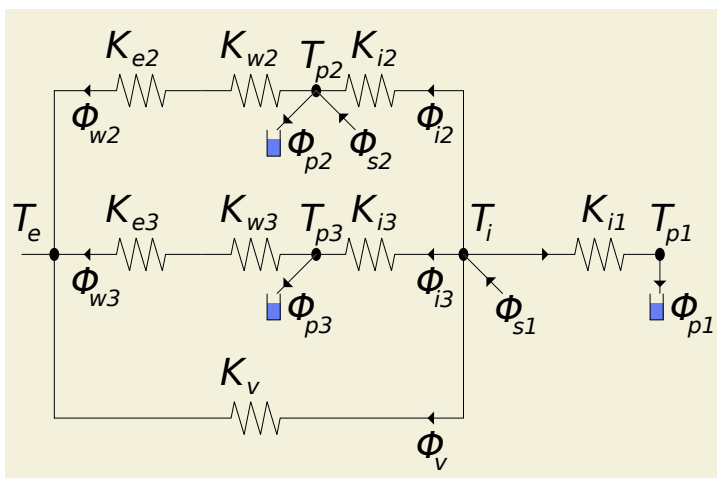 K_e2 K_w2 T_p2 K_i2
Φ_w2 Φ_p2 Φ_s2 Φ_i2
T_e K_e3 K_w3 T_p3 K_i3 T_i K_i1 T_p1
Φ_w3 Φ_p3 Φ_i3 Φ_s1 Φ_p1
K_v
Φ_v